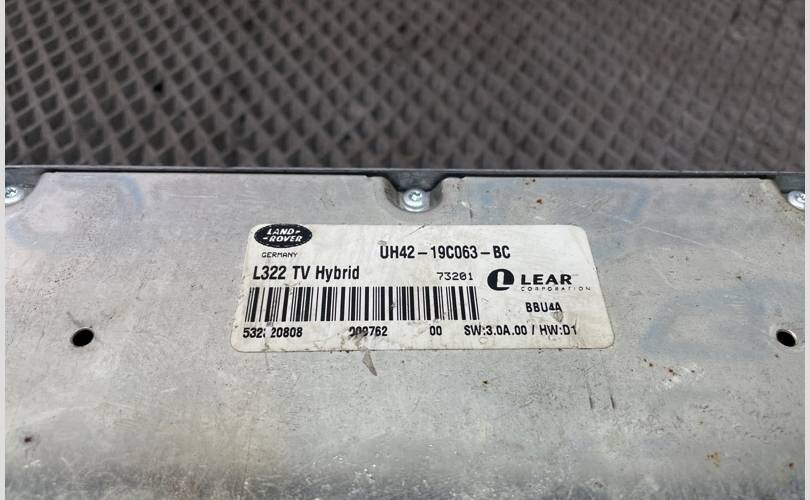 LAND-
-ROVER
GERMANY
UH42-19C063-BC
L322 TV Hybrid
73201
LEAR
CORPORATION
BBU4A
20808
00
SW:3.0A.00 / HW:D1